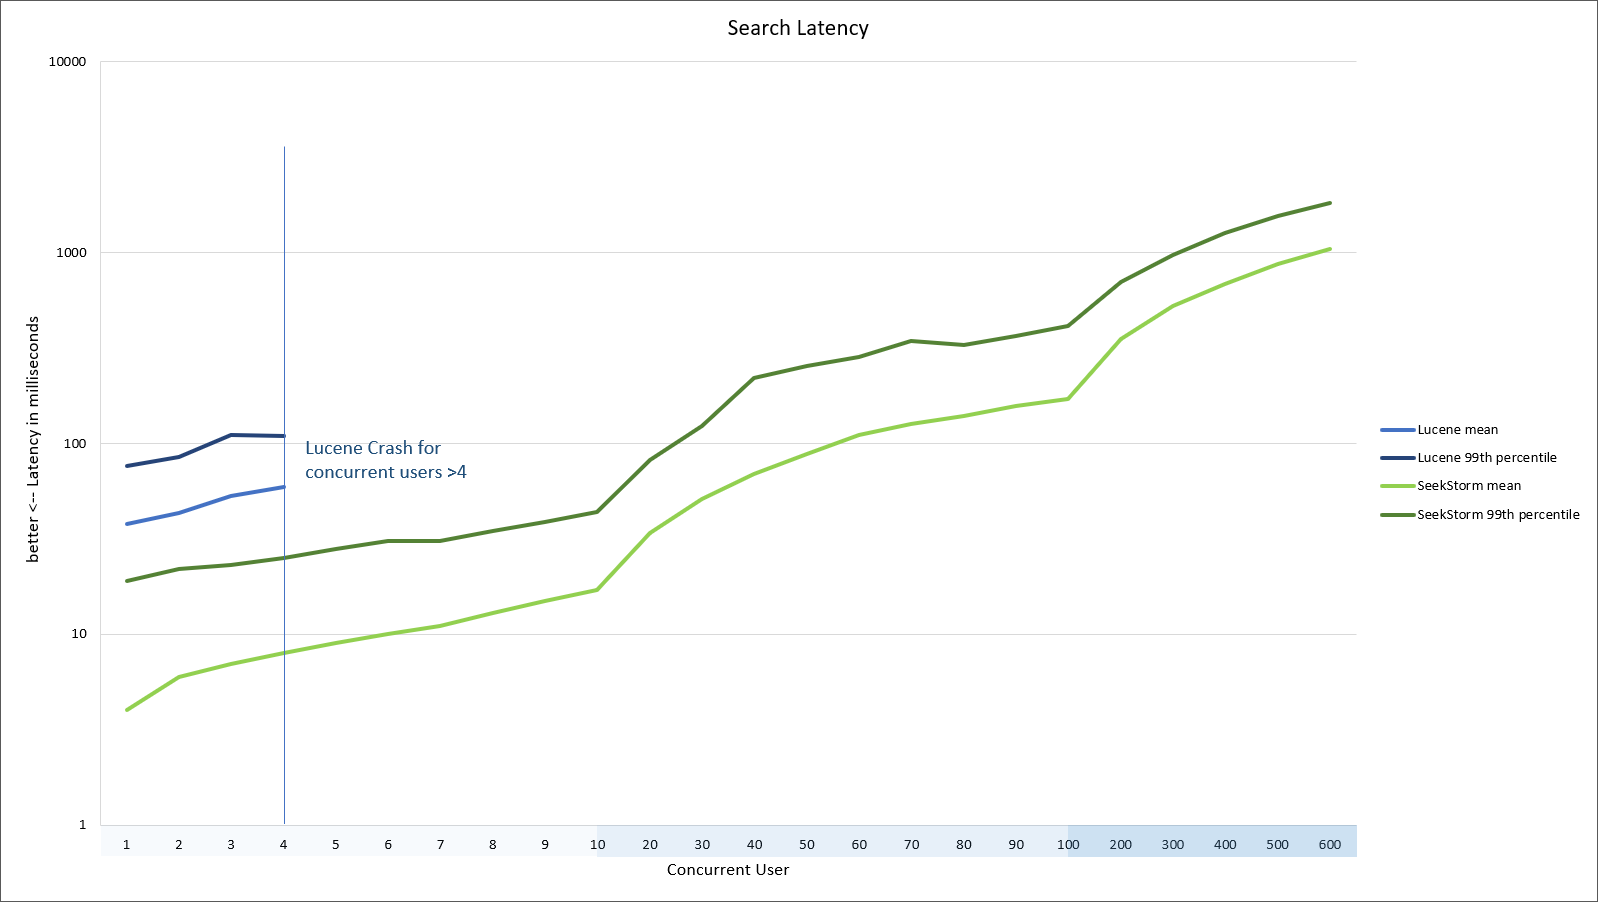 Search Latency
10000
1000
100
10
1
better <-- Latency in milliseconds
Lucene Crash for
concurrent users >4
1 2 3 4 5 6 7 8 9 10 20 30 40 50 60 70 80 90 100 200 300 400 500 600
Concurrent User
Lucene mean
Lucene 99th percentile
SeekStorm mean
SeekStorm 99th percentile